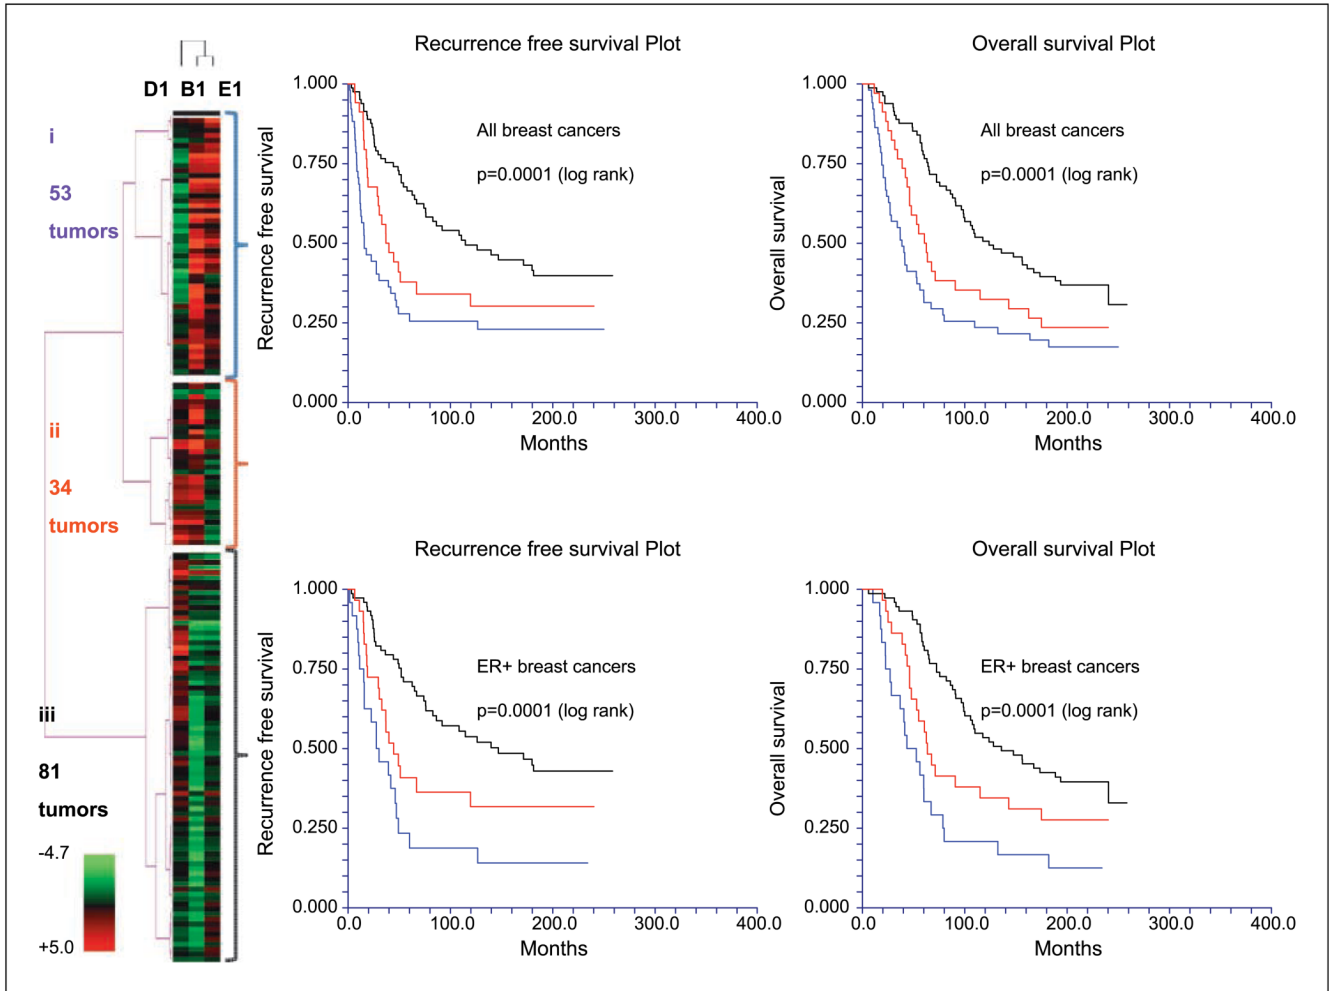 D1 B1 E1
i
53
tumors
ii
34
tumors
iii
81
tumors
-4.7
+5.0
Recurrence free survival Plot
Recurrence free survival
1.000
0.750
0.500
0.250
0.000
All breast cancers
p=0.0001 (log rank)
0.0 100.0 200.0 300.0 400.0
Months
Overall survival Plot
Overall survival
1.000
0.750
0.500
0.250
0.000
All breast cancers
p=0.0001 (log rank)
0.0 100.0 200.0 300.0 400.0
Months
Recurrence free survival Plot
Recurrence free survival
1.000
0.750
0.500
0.250
0.000
ER+ breast cancers
p=0.0001 (log rank)
0.0 100.0 200.0 300.0 400.0
Months
Overall survival Plot
Overall survival
1.000
0.750
0.500
0.250
0.000
ER+ breast cancers
p=0.0001 (log rank)
0.0 100.0 200.0 300.0 400.0
Months